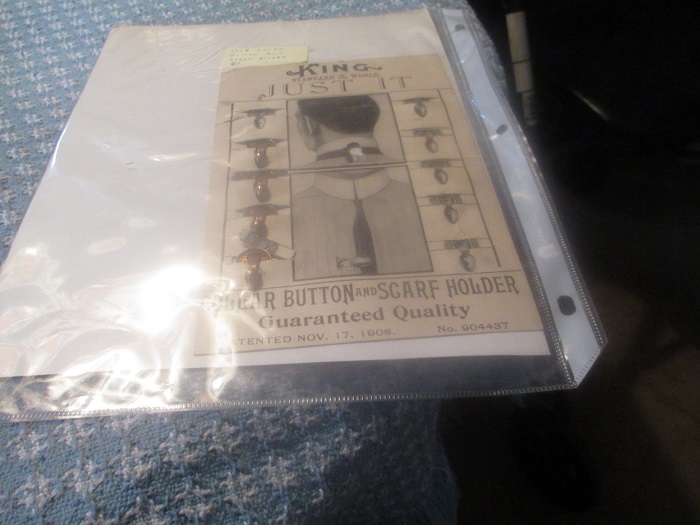 KING
STANDARD OF THE WORLD
JUST IT
COLLAR BUTTON AND SCARF HOLDER
Guaranteed Quality
PATENTED NOV. 17, 1908. No. 904437